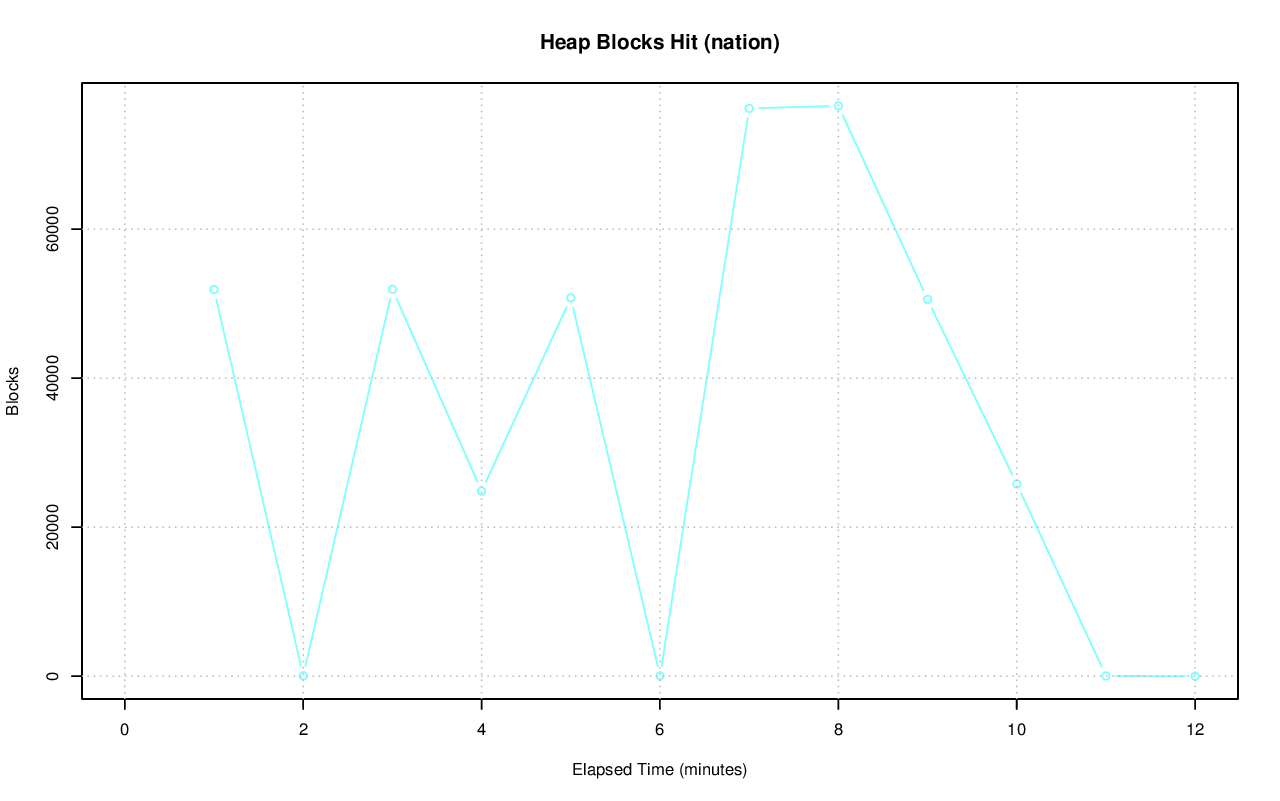 Heap Blocks Hit (nation)
Blocks
60000
40000
20000
0
0 2 4 6 8 10 12
Elapsed Time (minutes)